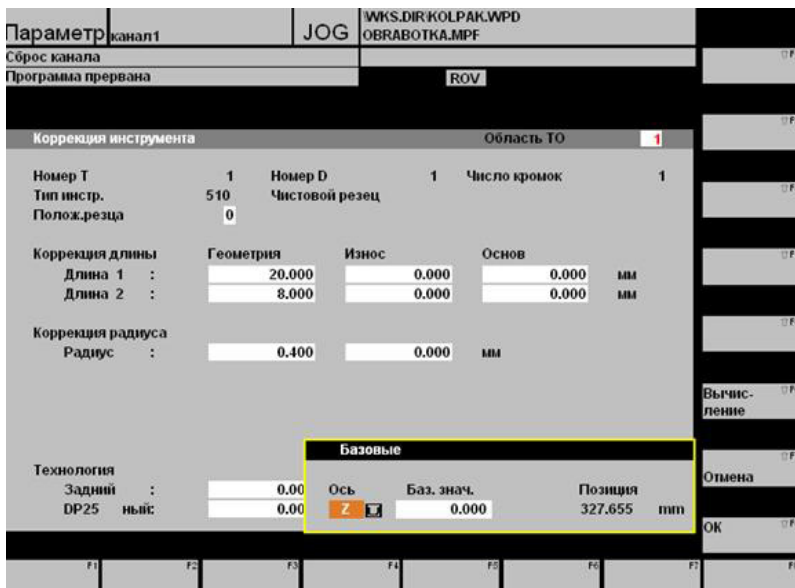 Параметр канал1 JOG \WKS.DIR\KOLPAK.WPD
OBRABOTKA.MPF
Сброс канала
Программа прервана ROV
Коррекция инструмента Область ТО 1
Номер T 1 Номер D 1 Число кромок 1
Тип инстр. 510 Чистовой резец
Полож.резца 0
Коррекция длины Геометрия Износ Основ
Длина 1 : 20.000 0.000 0.000 мм
Длина 2 : 8.000 0.000 0.000 мм
Коррекция радиуса
Радиус : 0.400 0.000 мм
Вычис-
ление
Базовые
Технология
Задний : 0.00 Ось Баз. знач. Позиция
Отмена
DP25 ный: 0.00 Z 0.000 327.655 mm
OK
F1 F2 F3 F4 F5 F6 F7